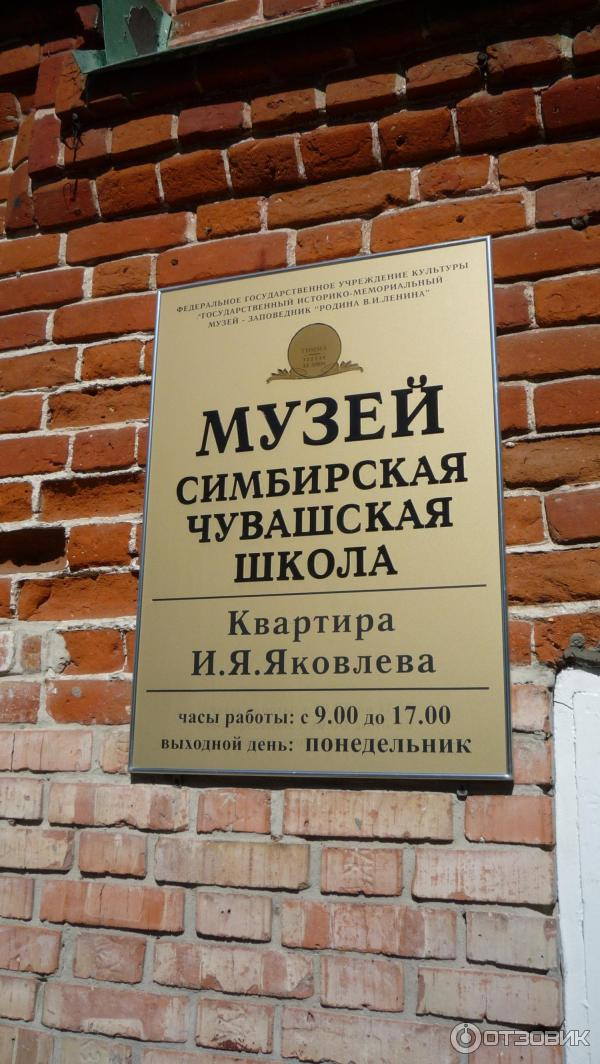 ФЕДЕРАЛЬНОЕ ГОСУДАРСТВЕННОЕ УЧРЕЖДЕНИЕ КУЛЬТУРЫ
"ГОСУДАРСТВЕННЫЙ ИСТОРИКО-МЕМОРИАЛЬНЫЙ
МУЗЕЙ - ЗАПОВЕДНИК "РОДИНА В.И.ЛЕНИНА"
МУЗЕЙ
СИМБИРСКАЯ
ЧУВАШСКАЯ
ШКОЛА
Квартира
И.Я.Яковлева
часы работы: с 9.00 до 17.00
выходной день: понедельник
ОТЗОВИК